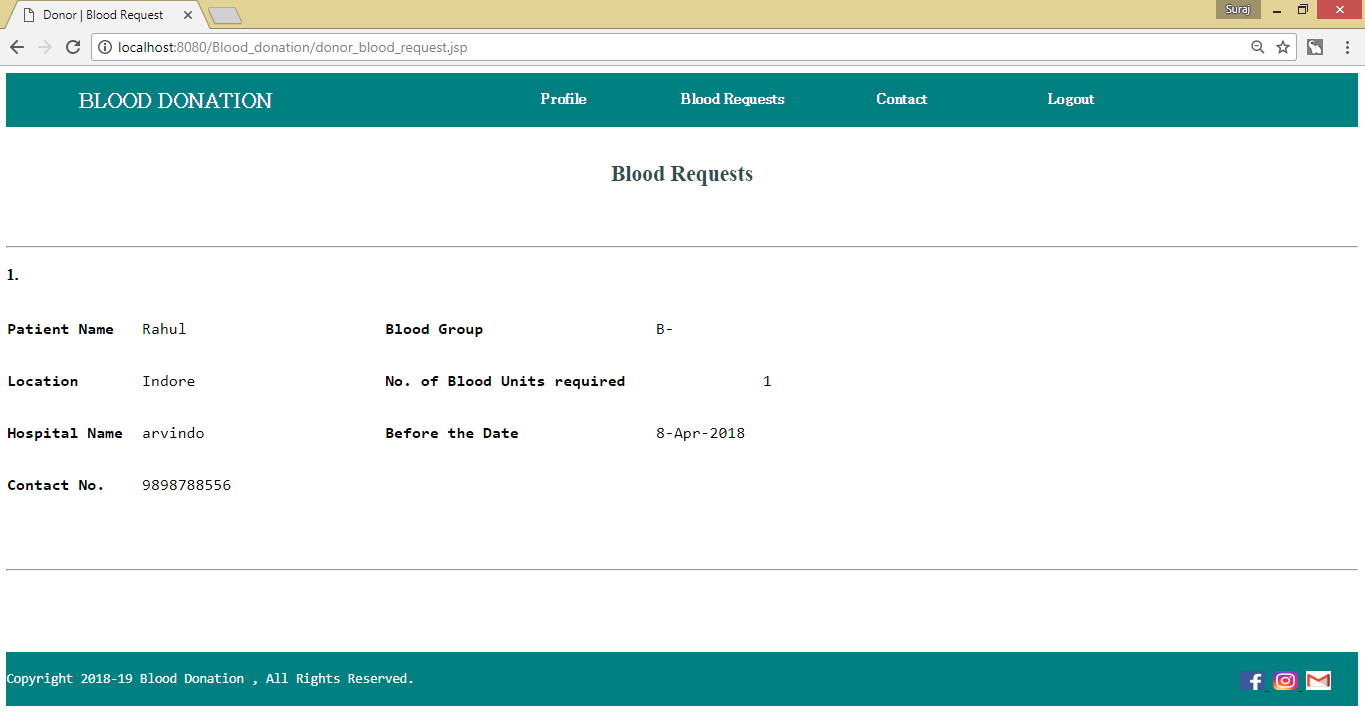 Donor | Blood Request
Suraj
localhost:8080/Blood_donation/donor_blood_request.jsp
BLOOD DONATION Profile Blood Requests Contact Logout
Blood Requests
1.
Patient Name Rahul Blood Group B-
Location Indore No. of Blood Units required 1
Hospital Name arvindo Before the Date 8-Apr-2018
Contact No. 9898788556
Copyright 2018-19 Blood Donation , All Rights Reserved.